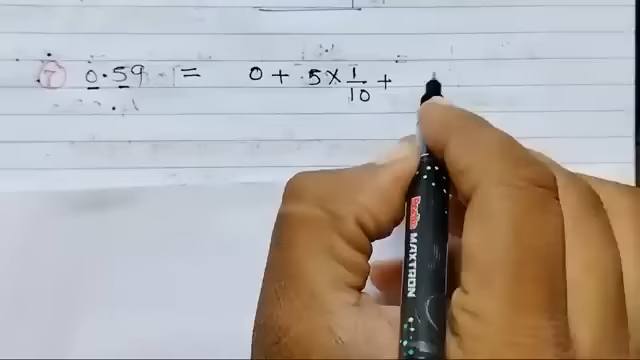 7 0.59 = 0 + 5 × 1/10 +
MAXTRON